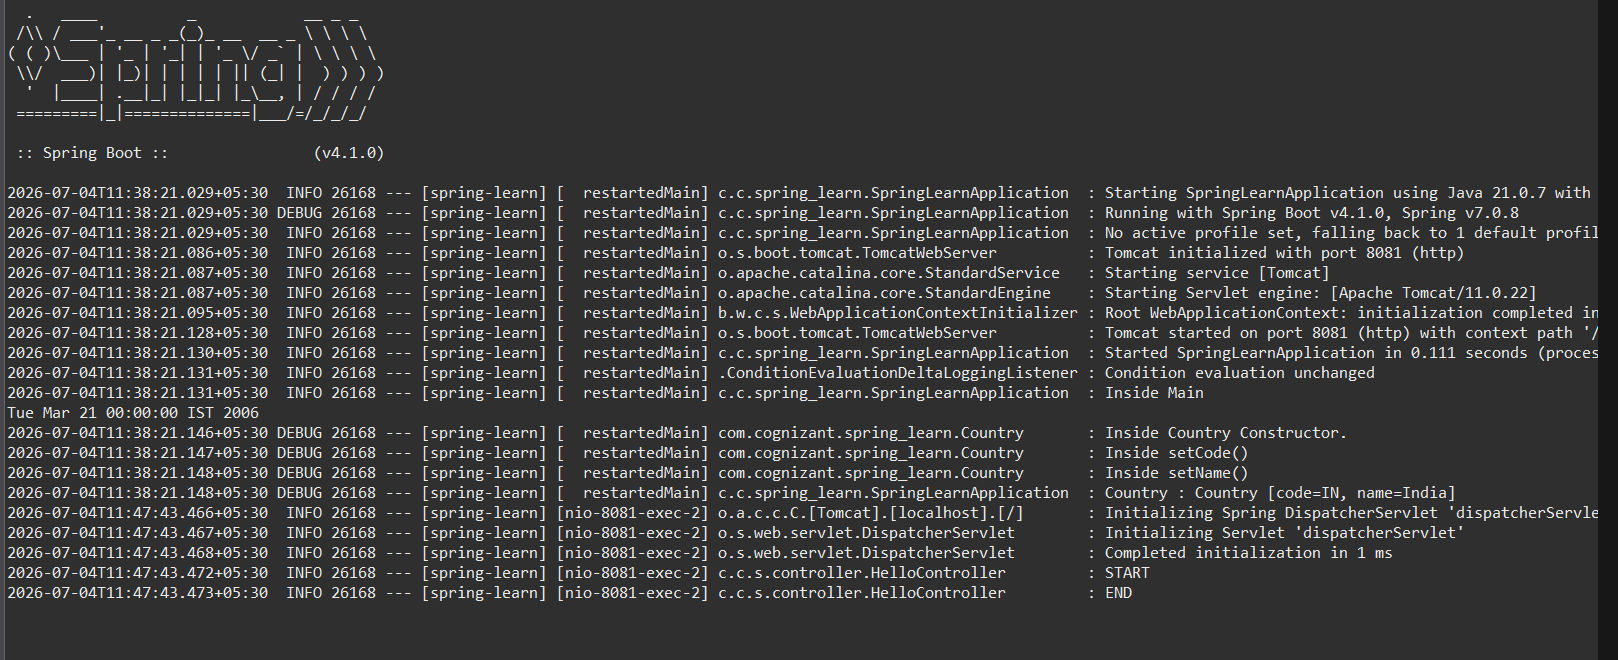 .   ____          _            __ _ _
 /\\ / ___'_ __ _ _(_)_ __  __ _ \ \ \ \
( ( )\___ | '_ | '_| | '_ \/ _` | \ \ \ \
 \\/  ___)| |_)| | | | | || (_| |  ) ) ) )
  '  |____| .__|_| |_|_| |_\__, | / / / /
 =========|_|==============|___/=/_/_/_/

 :: Spring Boot ::                (v4.1.0)

2026-07-04T11:38:21.029+05:30  INFO 26168 --- [spring-learn] [  restartedMain] c.c.spring_learn.SpringLearnApplication  : Starting SpringLearnApplication using Java 21.0.7 with
2026-07-04T11:38:21.029+05:30 DEBUG 26168 --- [spring-learn] [  restartedMain] c.c.spring_learn.SpringLearnApplication  : Running with Spring Boot v4.1.0, Spring v7.0.8
2026-07-04T11:38:21.029+05:30  INFO 26168 --- [spring-learn] [  restartedMain] c.c.spring_learn.SpringLearnApplication  : No active profile set, falling back to 1 default profil
2026-07-04T11:38:21.086+05:30  INFO 26168 --- [spring-learn] [  restartedMain] o.s.boot.tomcat.TomcatWebServer          : Tomcat initialized with port 8081 (http)
2026-07-04T11:38:21.087+05:30  INFO 26168 --- [spring-learn] [  restartedMain] o.apache.catalina.core.StandardService   : Starting service [Tomcat]
2026-07-04T11:38:21.087+05:30  INFO 26168 --- [spring-learn] [  restartedMain] o.apache.catalina.core.StandardEngine    : Starting Servlet engine: [Apache Tomcat/11.0.22]
2026-07-04T11:38:21.095+05:30  INFO 26168 --- [spring-learn] [  restartedMain] b.w.c.s.WebApplicationContextInitializer : Root WebApplicationContext: initialization completed in
2026-07-04T11:38:21.128+05:30  INFO 26168 --- [spring-learn] [  restartedMain] o.s.boot.tomcat.TomcatWebServer          : Tomcat started on port 8081 (http) with context path '/
2026-07-04T11:38:21.130+05:30  INFO 26168 --- [spring-learn] [  restartedMain] c.c.spring_learn.SpringLearnApplication  : Started SpringLearnApplication in 0.111 seconds (proces
2026-07-04T11:38:21.131+05:30  INFO 26168 --- [spring-learn] [  restartedMain] .ConditionEvaluationDeltaLoggingListener : Condition evaluation unchanged
2026-07-04T11:38:21.131+05:30  INFO 26168 --- [spring-learn] [  restartedMain] c.c.spring_learn.SpringLearnApplication  : Inside Main
Tue Mar 21 00:00:00 IST 2006
2026-07-04T11:38:21.146+05:30 DEBUG 26168 --- [spring-learn] [  restartedMain] com.cognizant.spring_learn.Country       : Inside Country Constructor.
2026-07-04T11:38:21.147+05:30 DEBUG 26168 --- [spring-learn] [  restartedMain] com.cognizant.spring_learn.Country       : Inside setCode()
2026-07-04T11:38:21.148+05:30 DEBUG 26168 --- [spring-learn] [  restartedMain] com.cognizant.spring_learn.Country       : Inside setName()
2026-07-04T11:38:21.148+05:30 DEBUG 26168 --- [spring-learn] [  restartedMain] c.c.spring_learn.SpringLearnApplication  : Country : Country [code=IN, name=India]
2026-07-04T11:47:43.466+05:30  INFO 26168 --- [spring-learn] [nio-8081-exec-2] o.a.c.c.C.[Tomcat].[localhost].[/]       : Initializing Spring DispatcherServlet 'dispatcherServle
2026-07-04T11:47:43.467+05:30  INFO 26168 --- [spring-learn] [nio-8081-exec-2] o.s.web.servlet.DispatcherServlet        : Initializing Servlet 'dispatcherServlet'
2026-07-04T11:47:43.468+05:30  INFO 26168 --- [spring-learn] [nio-8081-exec-2] o.s.web.servlet.DispatcherServlet        : Completed initialization in 1 ms
2026-07-04T11:47:43.472+05:30  INFO 26168 --- [spring-learn] [nio-8081-exec-2] c.c.s.controller.HelloController         : START
2026-07-04T11:47:43.473+05:30  INFO 26168 --- [spring-learn] [nio-8081-exec-2] c.c.s.controller.HelloController         : END